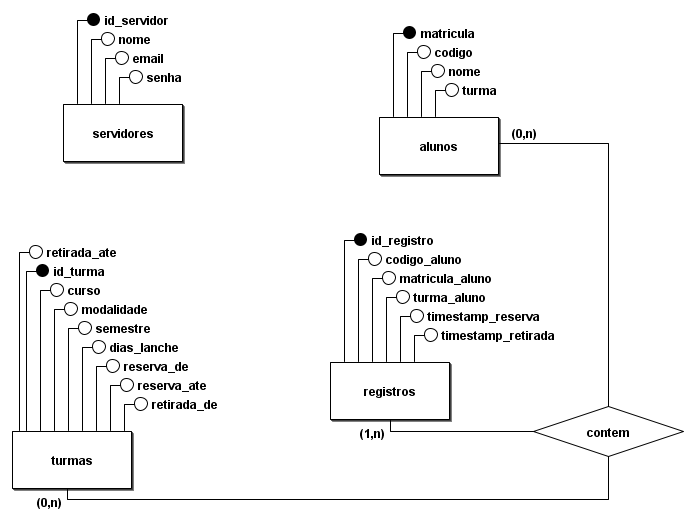 id_servidor
nome
email
senha
servidores
matricula
codigo
nome
turma
alunos
(0,n)
retirada_ate
id_turma
curso
modalidade
semestre
dias_lanche
reserva_de
reserva_ate
retirada_de
turmas
(0,n)
id_registro
codigo_aluno
matricula_aluno
turma_aluno
timestamp_reserva
timestamp_retirada
registros
(1,n)
contem